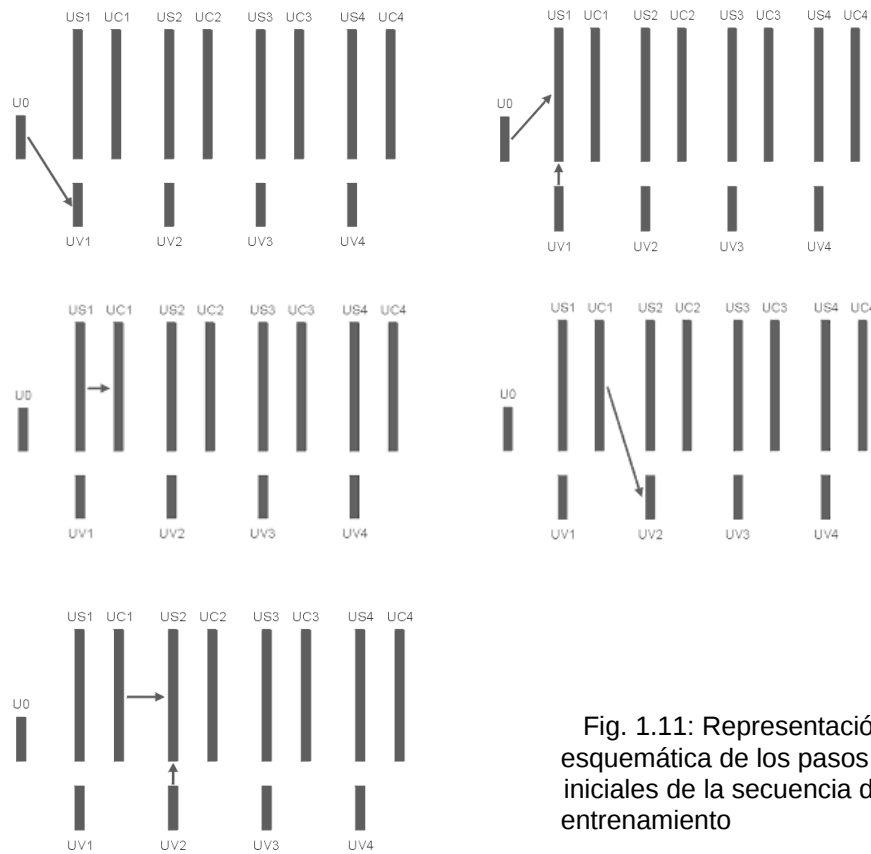 US1 UC1 US2 UC2 US3 UC3 US4 UC4
U0
UV1 UV2 UV3 UV4
US1 UC1 US2 UC2 US3 UC3 US4 UC4
U0
UV1 UV2 UV3 UV4
US1 UC1 US2 UC2 US3 UC3 US4 UC4
U0
UV1 UV2 UV3 UV4
US1 UC1 US2 UC2 US3 UC3 US4 UC4
U0
UV1 UV2 UV3 UV4
US1 UC1 US2 UC2 US3 UC3 US4 UC4
U0
UV1 UV2 UV3 UV4
Fig. 1.11: Representació
esquemática de los pasos
iniciales de la secuencia d
entrenamiento